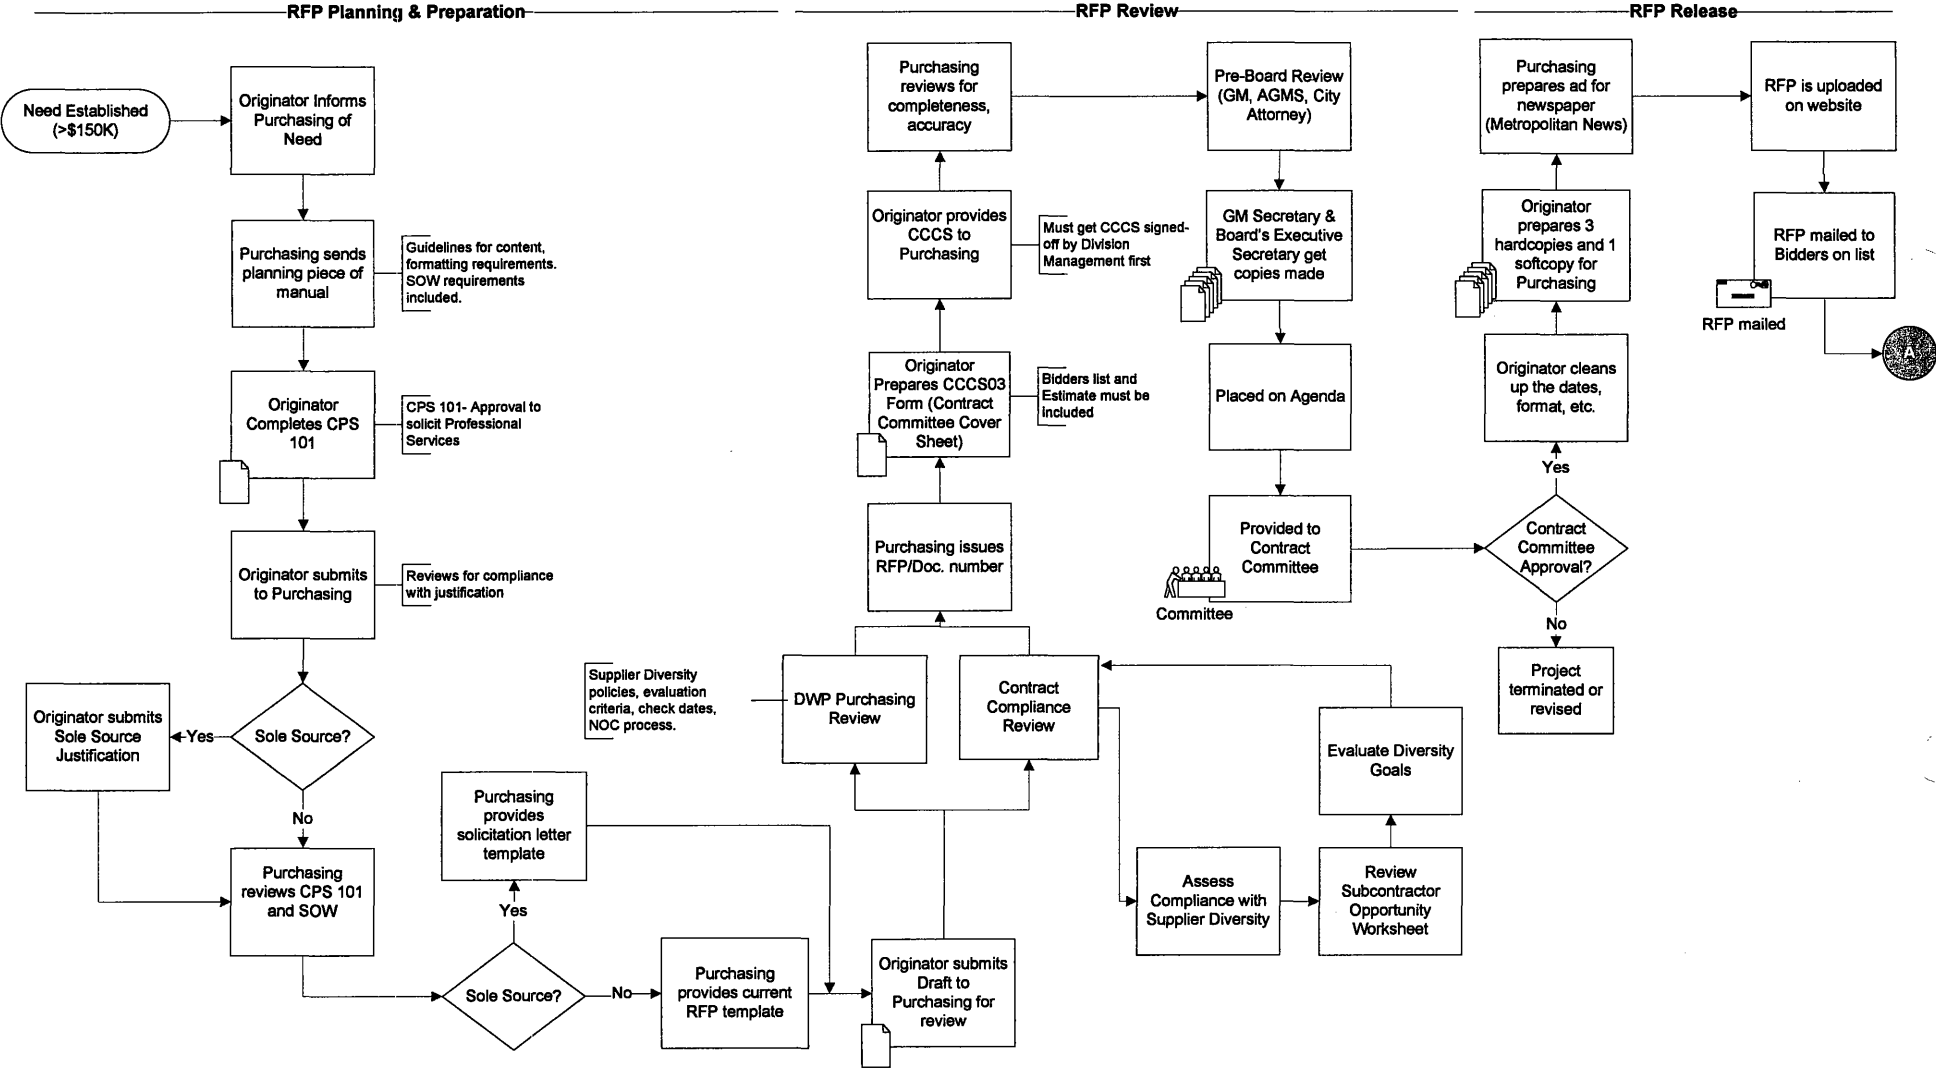 RFP Planning & Preparation
RFP Review
RFP Release
Need Established
(>$150K)
Originator Informs
Purchasing of
Need
Purchasing sends
planning piece of
manual
Guidelines for content,
formatting requirements.
SOW requirements
included.
Originator
Completes CPS
101
CPS 101- Approval to
solicit Professional
Services
Originator submits
to Purchasing
Reviews for compliance
with justification
Sole Source?
Yes
Originator submits
Sole Source
Justification
No
Purchasing
reviews CPS 101
and SOW
Sole Source?
Yes
Purchasing
provides
solicitation letter
template
No
Purchasing
provides current
RFP template
Originator submits
Draft to
Purchasing for
review
Supplier Diversity
policies, evaluation
criteria, check dates,
NOC process.
DWP Purchasing
Review
Contract
Compliance
Review
Assess
Compliance with
Supplier Diversity
Review
Subcontractor
Opportunity
Worksheet
Evaluate Diversity
Goals
Purchasing issues
RFP/Doc. number
Originator
Prepares CCCS03
Form (Contract
Committee Cover
Sheet)
Bidders list and
Estimate must be
included
Originator provides
CCCS to
Purchasing
Must get CCCS signed-
off by Division
Management first
Purchasing
reviews for
completeness,
accuracy
Pre-Board Review
(GM, AGMS, City
Attorney)
GM Secretary &
Board's Executive
Secretary get
copies made
Placed on Agenda
Provided to
Contract
Committee
Committee
Contract
Committee
Approval?
No
Project
terminated or
revised
Yes
Originator cleans
up the dates,
format, etc.
Originator
prepares 3
hardcopies and 1
softcopy for
Purchasing
Purchasing
prepares ad for
newspaper
(Metropolitan News)
RFP is uploaded
on website
RFP mailed to
Bidders on list
RFP mailed
A